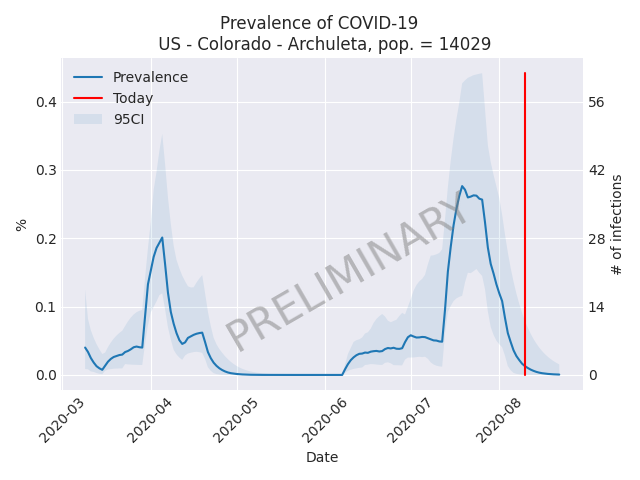 Prevalence of COVID-19
US - Colorado - Archuleta, pop. = 14029
Prevalence
Today
95CI
PRELIMINARY
0.4
0.3
0.2
0.1
0.0
%
56
42
28
14
0
# of infections
2020-03
2020-04
2020-05
2020-06
2020-07
2020-08
Date